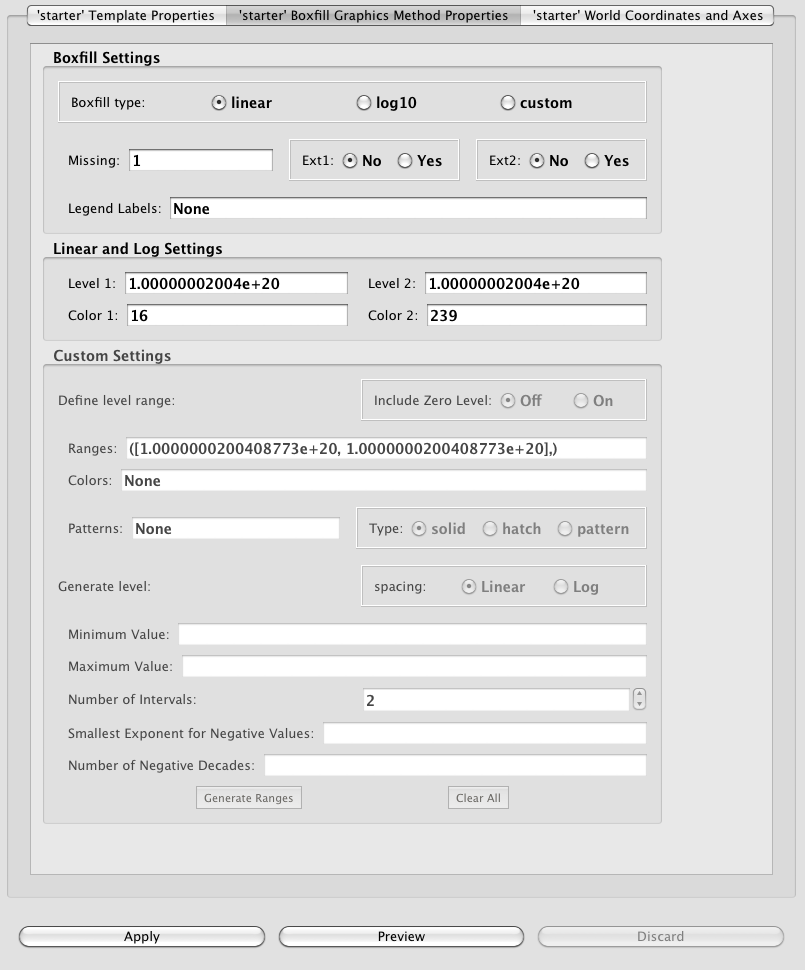 'starter' Template Properties 'starter' Boxfill Graphics Method Properties 'starter' World Coordinates and Axes
Boxfill Settings
Boxfill type: linear log10 custom
Missing: 1 Ext1: No Yes Ext2: No Yes
Legend Labels: None
Linear and Log Settings
Level 1: 1.00000002004e+20 Level 2: 1.00000002004e+20
Color 1: 16 Color 2: 239
Custom Settings
Define level range: Include Zero Level: Off On
Ranges: ([1.0000000200408773e+20, 1.0000000200408773e+20],)
Colors: None
Patterns: None Type: solid hatch pattern
Generate level: spacing: Linear Log
Minimum Value:
Maximum Value:
Number of Intervals: 2
Smallest Exponent for Negative Values:
Number of Negative Decades:
Generate Ranges Clear All
Apply Preview Discard